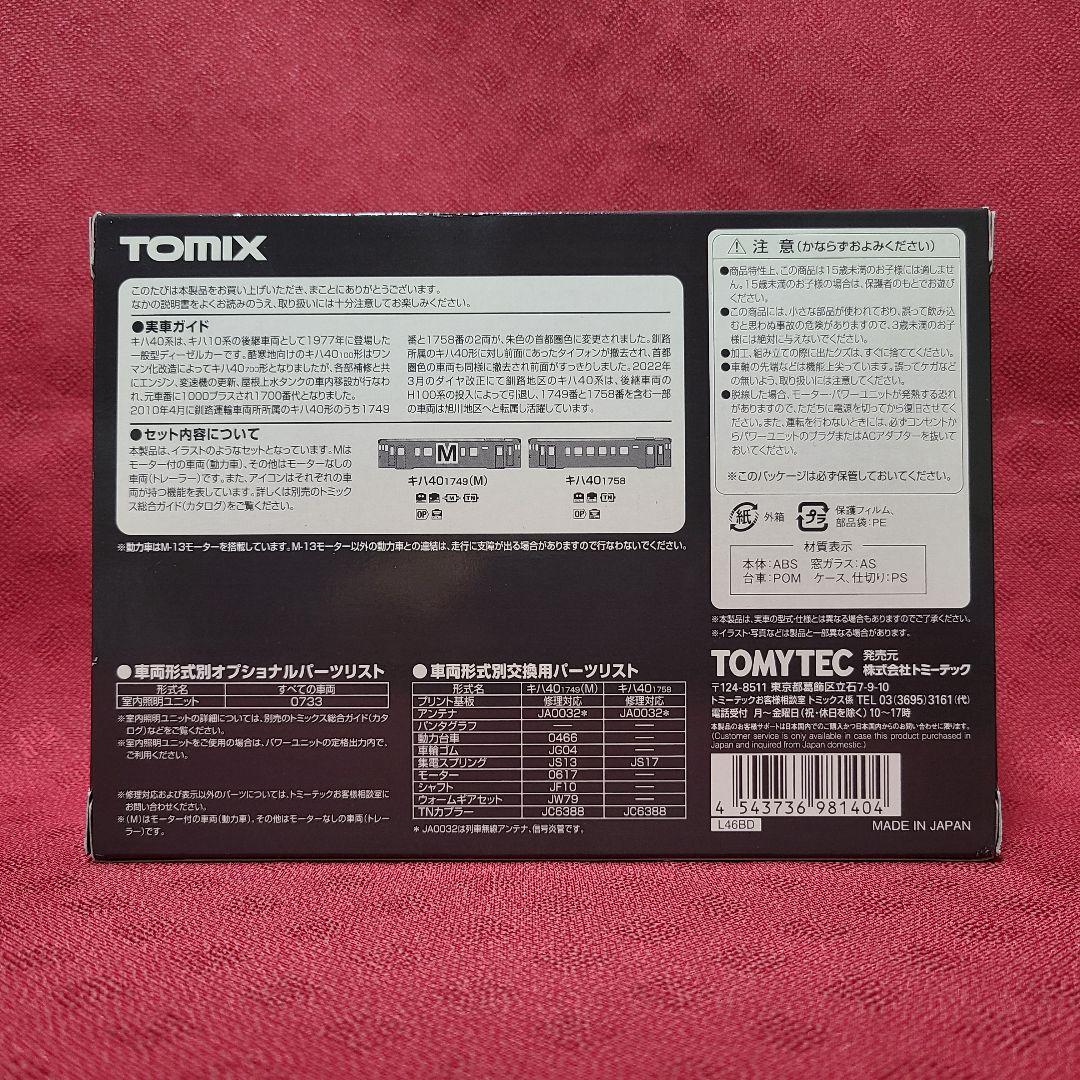 TOMIX
このたびは本製品をお買い上げいただき、まことにありがとうございます。
なかの説明書をよくお読みのうえ、取り扱いには十分注意してお楽しみください。
●実車ガイド
キハ40系は、キハ10系の後継車両として1977年に登場した
一般型ディーゼルカーです。酷寒地向けのキハ40100形はワン
マン化改造によってキハ40700形となりましたが、各部補修と共
にエンジン、変速機の更新、屋根上水タンクの車内移設が行なわ
れ、元車番に1000プラスされ1700番代となりました。
2010年4月に釧路運輸車両所所属のキハ40形のうち1749
番と1758番の2両が、朱色の首都圏色に変更されました。釧路
所属のキハ40形に対し前面にあったタイフォンが撤去され、首都
圏色の車両も同様に撤去され前面がすっきりしました。2022年
3月のダイヤ改正にて釧路地区のキハ40系は、後継車両の
H100系の投入によって引退し、1749番と1758番を含む一部
の車両は旭川地区へと転属し活躍しています。
●セット内容について
本製品は、イラストのようなセットとなっています。Mは
モーター付の車両(動力車)、その他はモーターなしの
車両(トレーラー)です。また、アイコンはそれぞれの車
両が持つ機能を表しています。詳しくは別売のトミック
ス総合ガイド(カタログ)をご覧ください。
M
キハ401749(M)
キハ401758
M TN
OP
TN
OP
※動力車はM-13モーターを搭載しています。M-13モーター以外の動力車との連結は、走行に支障が出る場合がありますので行なわないでください。
●車両形式別オプショナルパーツリスト
形式名 すべての車両
室内照明ユニット 0733
※室内照明ユニットの詳細については、別売のトミックス総合ガイド(カタ
ログ)などをご覧ください。
※室内照明ユニットをご使用の場合は、パワーユニットの定格出力内で、
ご利用ください。
※修理対応および表示以外のパーツについては、トミーテックお客様相談室に
お問い合わせください。
※(M)はモーター付の車両(動力車)、その他はモーターなしの車両(トレー
ラー)です。
●車両形式別交換用パーツリスト
形式名 キハ401749(M) キハ401758
プリント基板 修理対応 修理対応
アンテナ JA0032* JA0032*
パンタグラフ — —
動力台車 0466 —
車輪ゴム JG04 —
集電スプリング JS13 JS17
モーター 0617 —
シャフト JF10 —
ウォームギアセット JW79 —
TNカプラー JC6388 JC6388
* JA0032は列車無線アンテナ、信号炎管です。
⚠ 注 意 (かならずおよみください)
●商品特性上、この商品は15歳未満のお子様には適しませ
ん。15歳未満のお子様の場合は、保護者のもとでお遊び
ください。
●この商品には、小さな部品が使われており、誤って飲み込
むと思わぬ事故の危険がありますので、3歳未満のお子様
には絶対に与えないでください。
●加工、組み立ての際に出たクズは、すぐに捨ててください。
●車輪の先端などは機能上尖っています。誤ってケガなど
の無いよう、取り扱いには注意してください。
●脱線した場合、モーター・パワーユニットが発熱する恐れ
がありますので、ただちに電源を切ってから復旧させてく
ださい。また、運転を行わないときには、必ずコンセントか
らパワーユニットのプラグまたはACアダプターを抜いて
おいてください。
※このパッケージは必ず保管しておいてください。
紙 外箱
プラ 保護フィルム、
部品袋:PE
材質表示
本体:ABS 窓ガラス:AS
台車:POM ケース、仕切り:PS
※本製品は、実車の型式・仕様とは異なる場合もありますのでご了承ください。
※イラスト・写真などは製品と一部異なる場合があります。
TOMYTEC 発売元
株式会社トミーテック
〒124-8511 東京都葛飾区立石7-9-10
トミーテックお客様相談室 トミックス係 TEL 03(3695)3161(代)
電話受付 月~金曜日(祝・休日を除く)10~17時
本製品のお客様サポートは日本国内でのご購入かつ日本国内からのお問い合わせに限ります。
(Customer service is only available in case this product purchased in
Japan and inquired from Japan domestic.)
4 543736 981404
L46BD
MADE IN JAPAN